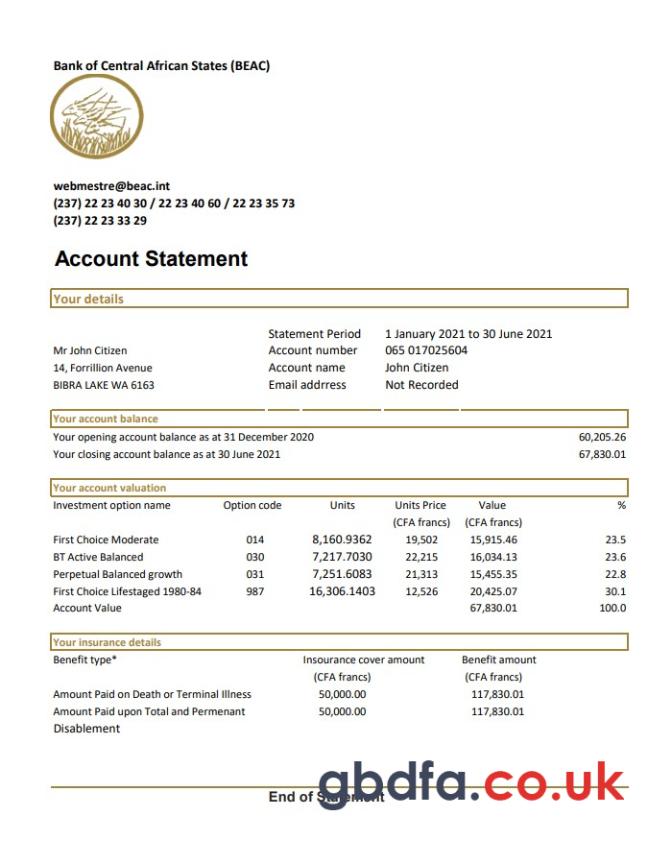 Bank of Central African States (BEAC)
webmestre@beac.int
(237) 22 23 40 30 / 22 23 40 60 / 22 23 35 73
(237) 22 23 33 29
Account Statement
Your details
Statement Period 1 January 2021 to 30 June 2021
Mr John Citizen Account number 065 017025604
14, Forrillion Avenue Account name John Citizen
BIBRA LAKE WA 6163 Email addrress Not Recorded
Your account balance
Your opening account balance as at 31 December 2020 60,205.26
Your closing account balance as at 30 June 2021 67,830.01
Your account valuation
Investment option name Option code Units Units Price Value %
(CFA francs) (CFA francs)
First Choice Moderate 014 8,160.9362 19,502 15,915.46 23.5
BT Active Balanced 030 7,217.7030 22,215 16,034.13 23.6
Perpetual Balanced growth 031 7,251.6083 21,313 15,455.35 22.8
First Choice Lifestaged 1980-84 987 16,306.1403 12,526 20,425.07 30.1
Account Value 67,830.01 100.0
Your insurance details
Benefit type* Insourance cover amount Benefit amount
(CFA francs) (CFA francs)
Amount Paid on Death or Terminal Illness 50,000.00 117,830.01
Amount Paid upon Total and Permenant 50,000.00 117,830.01
Disablement
gbdfa.co.uk
End of Statement